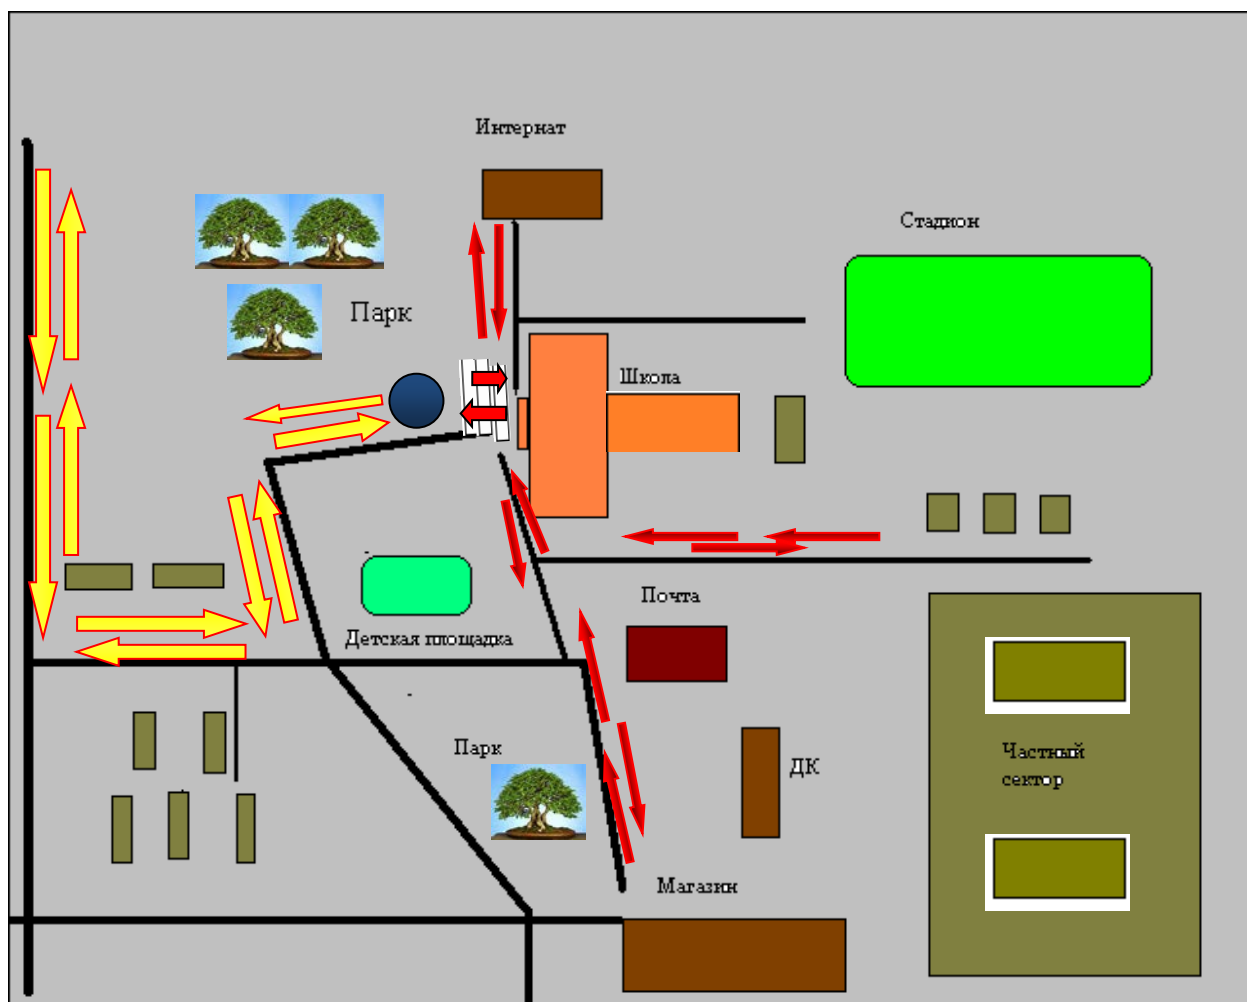 Интернат
Стадион
Парк
Школа
Почта
Детская площадка
Парк
ДК
Частный
сектор
Магазин